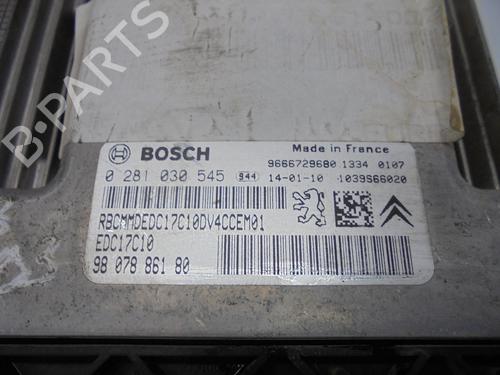 BOSCH
Made in France
9666729680 1334 0107
0 281 030 545 944 14-01-10 1039S66020
RBCMMDEDC17C10DV4CCEM01
EDC17C10
98 078 861 80
B-Parts